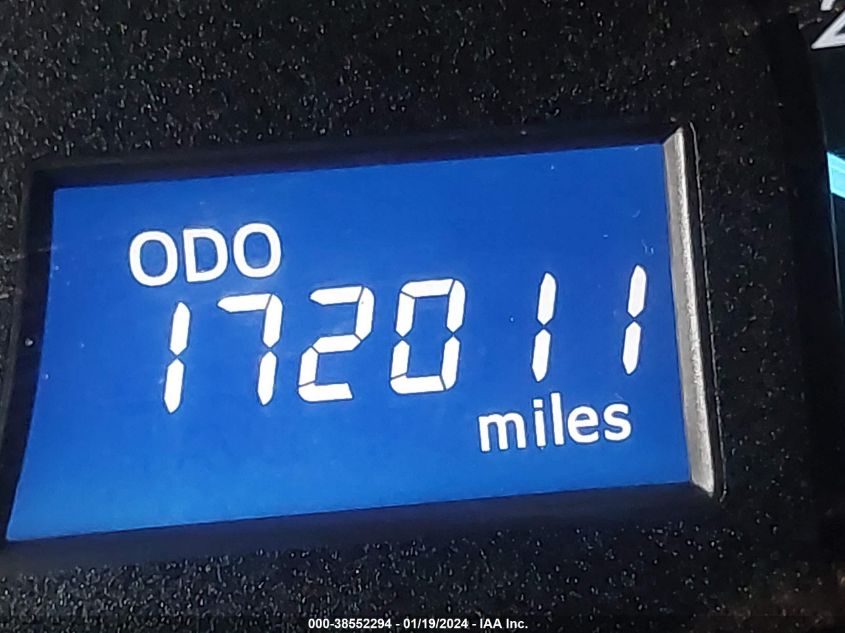 ODO
172011
miles
000-38552294 - 01/19/2024 - IAA Inc.